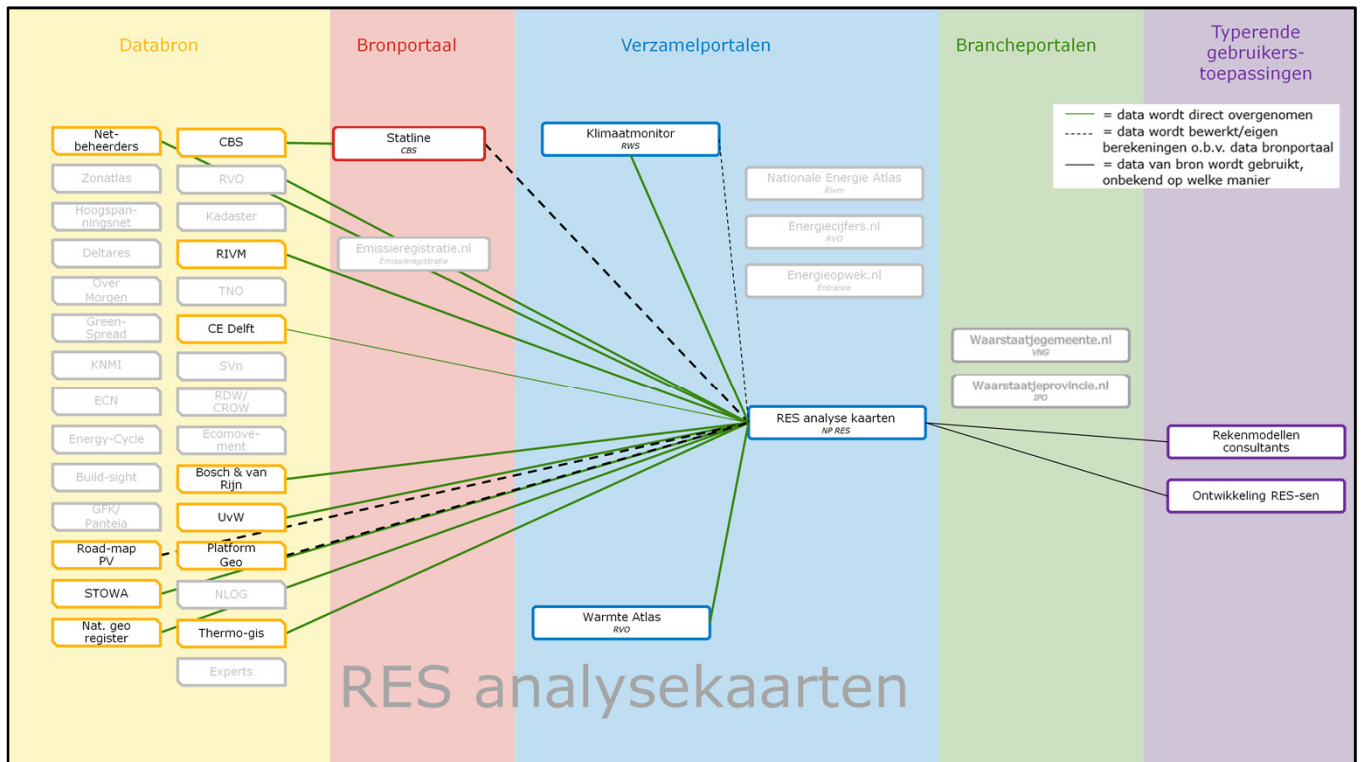 Databron
Bronportaal
Verzamelportalen
Brancheportalen
Typerende
gebruikers-
toepassingen
= data wordt direct overgenomen
= data wordt bewerkt/eigen
berekeningen o.b.v. data bronportaal
= data van bron wordt gebruikt,
onbekend op welke manier
Net-
beheerders
Zonatlas
Hoogspan-
ningsnet
Deltares
Over
Morgen
Green-
Spread
KNMI
ECN
Energy-Cycle
Build-sight
GFK/
Panteia
Road-map
PV
STOWA
Nat. geo
register
CBS
RVO
Kadaster
RIVM
TNO
CE Delft
SVn
RDW/
CROW
Ecomove-
ment
Bosch & van
Rijn
UvW
Platform
Geo
NLOG
Thermo-gis
Experts
Statline
CBS
Emissieregistratie.nl
Emissieregistratie
Klimaatmonitor
RWS
Nationale Energie Atlas
Rivm
Energiecijfers.nl
RVO
Energieopwek.nl
Entrance
RES analyse kaarten
NP RES
Warmte Atlas
RVO
Waarstaatjegemeente.nl
VNG
Waarstaatjeprovincie.nl
IPO
Rekenmodellen
consultants
Ontwikkeling RES-sen
RES analysekaarten